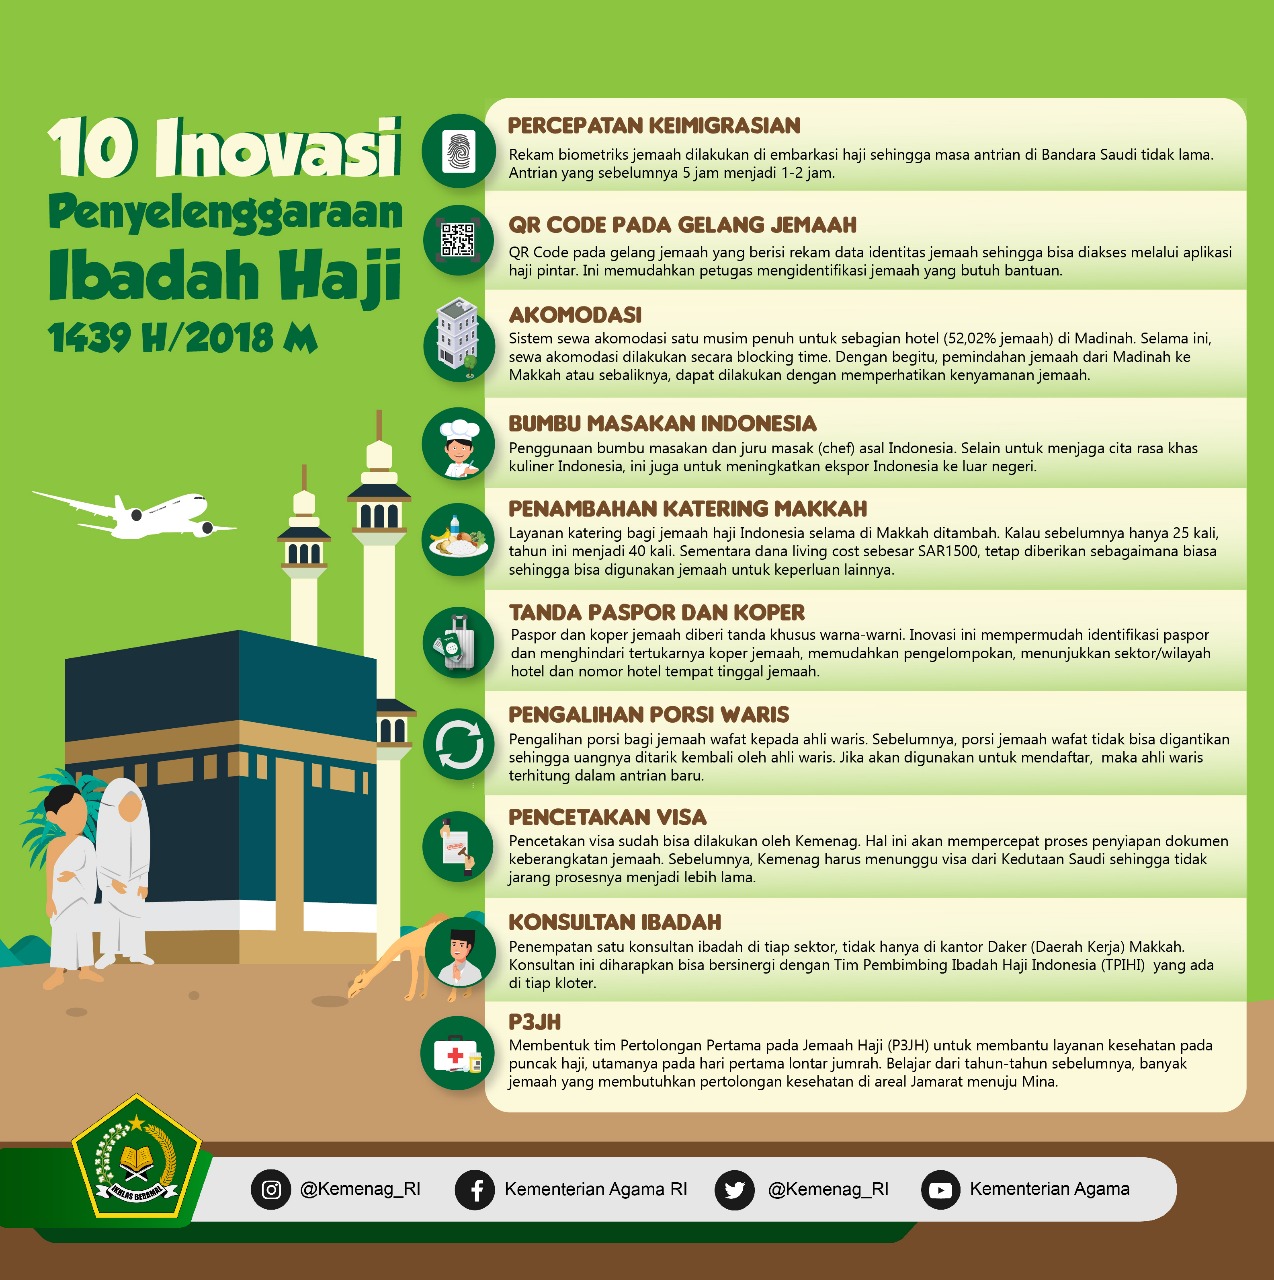 10 Inovasi
Penyelenggaraan
Ibadah Haji
1439 H/2018 M
PERCEPATAN KEIMIGRASIAN
Rekam biometriks jemaah dilakukan di embarkasi haji sehingga masa antrian di Bandara Saudi tidak lama.
Antrian yang sebelumnya 5 jam menjadi 1-2 jam.
QR CODE PADA GELANG JEMAAH
QR Code pada gelang jemaah yang berisi rekam data identitas jemaah sehingga bisa diakses melalui aplikasi
haji pintar. Ini memudahkan petugas mengidentifikasi jemaah yang butuh bantuan.
AKOMODASI
Sistem sewa akomodasi satu musim penuh untuk sebagian hotel (52,02% jemaah) di Madinah. Selama ini,
sewa akomodasi dilakukan secara blocking time. Dengan begitu, pemindahan jemaah dari Madinah ke
Makkah atau sebaliknya, dapat dilakukan dengan memperhatikan kenyamanan jemaah.
BUMBU MASAKAN INDONESIA
Penggunaan bumbu masakan dan juru masak (chef) asal Indonesia. Selain untuk menjaga cita rasa khas
kuliner Indonesia, ini juga untuk meningkatkan ekspor Indonesia ke luar negeri.
PENAMBAHAN KATERING MAKKAH
Layanan katering bagi jemaah haji Indonesia selama di Makkah ditambah. Kalau sebelumnya hanya 25 kali,
tahun ini menjadi 40 kali. Sementara dana living cost sebesar SAR1500, tetap diberikan sebagaimana biasa
sehingga bisa digunakan jemaah untuk keperluan lainnya.
TANDA PASPOR DAN KOPER
Paspor dan koper jemaah diberi tanda khusus warna-warni. Inovasi ini mempermudah identifikasi paspor
dan menghindari tertukarnya koper jemaah, memudahkan pengelompokan, menunjukkan sektor/wilayah
hotel dan nomor hotel tempat tinggal jemaah.
PENGALIHAN PORSI WARIS
Pengalihan porsi bagi jemaah wafat kepada ahli waris. Sebelumnya, porsi jemaah wafat tidak bisa digantikan
sehingga uangnya ditarik kembali oleh ahli waris. Jika akan digunakan untuk mendaftar, maka ahli waris
terhitung dalam antrian baru.
PENCETAKAN VISA
Pencetakan visa sudah bisa dilakukan oleh Kemenag. Hal ini akan mempercepat proses penyiapan dokumen
keberangkatan jemaah. Sebelumnya, Kemenag harus menunggu visa dari Kedutaan Saudi sehingga tidak
jarang prosesnya menjadi lebih lama.
KONSULTAN IBADAH
Penempatan satu konsultan ibadah di tiap sektor, tidak hanya di kantor Daker (Daerah Kerja) Makkah.
Konsultan ini diharapkan bisa bersinergi dengan Tim Pembimbing Ibadah Haji Indonesia (TPIHI) yang ada
di tiap kloter.
P3JH
Membentuk tim Pertolongan Pertama pada Jemaah Haji (P3JH) untuk membantu layanan kesehatan pada
puncak haji, utamanya pada hari pertama lontar jumrah. Belajar dari tahun-tahun sebelumnya, banyak
jemaah yang membutuhkan pertolongan kesehatan di areal Jamarat menuju Mina.
IKHLAS BERAMAL
@Kemenag_RI
Kementerian Agama RI
@Kemenag_RI
Kementerian Agama